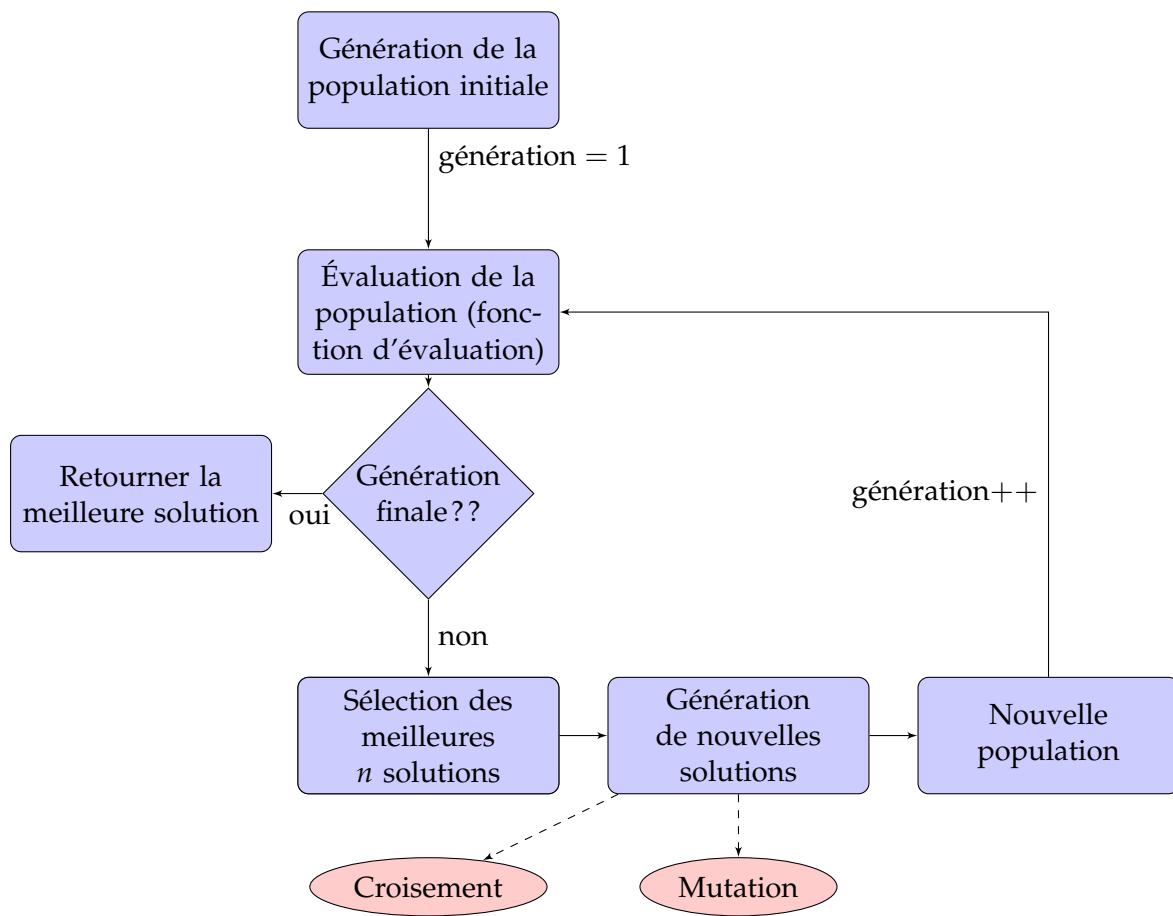 Génération de la
population initiale
génération = 1
Évaluation de la
population (fonc-
tion d'évaluation)
Génération
finale??
oui
Retourner la
meilleure solution
non
génération++
Sélection des
meilleures
n solutions
Génération
de nouvelles
solutions
Nouvelle
population
Croisement
Mutation